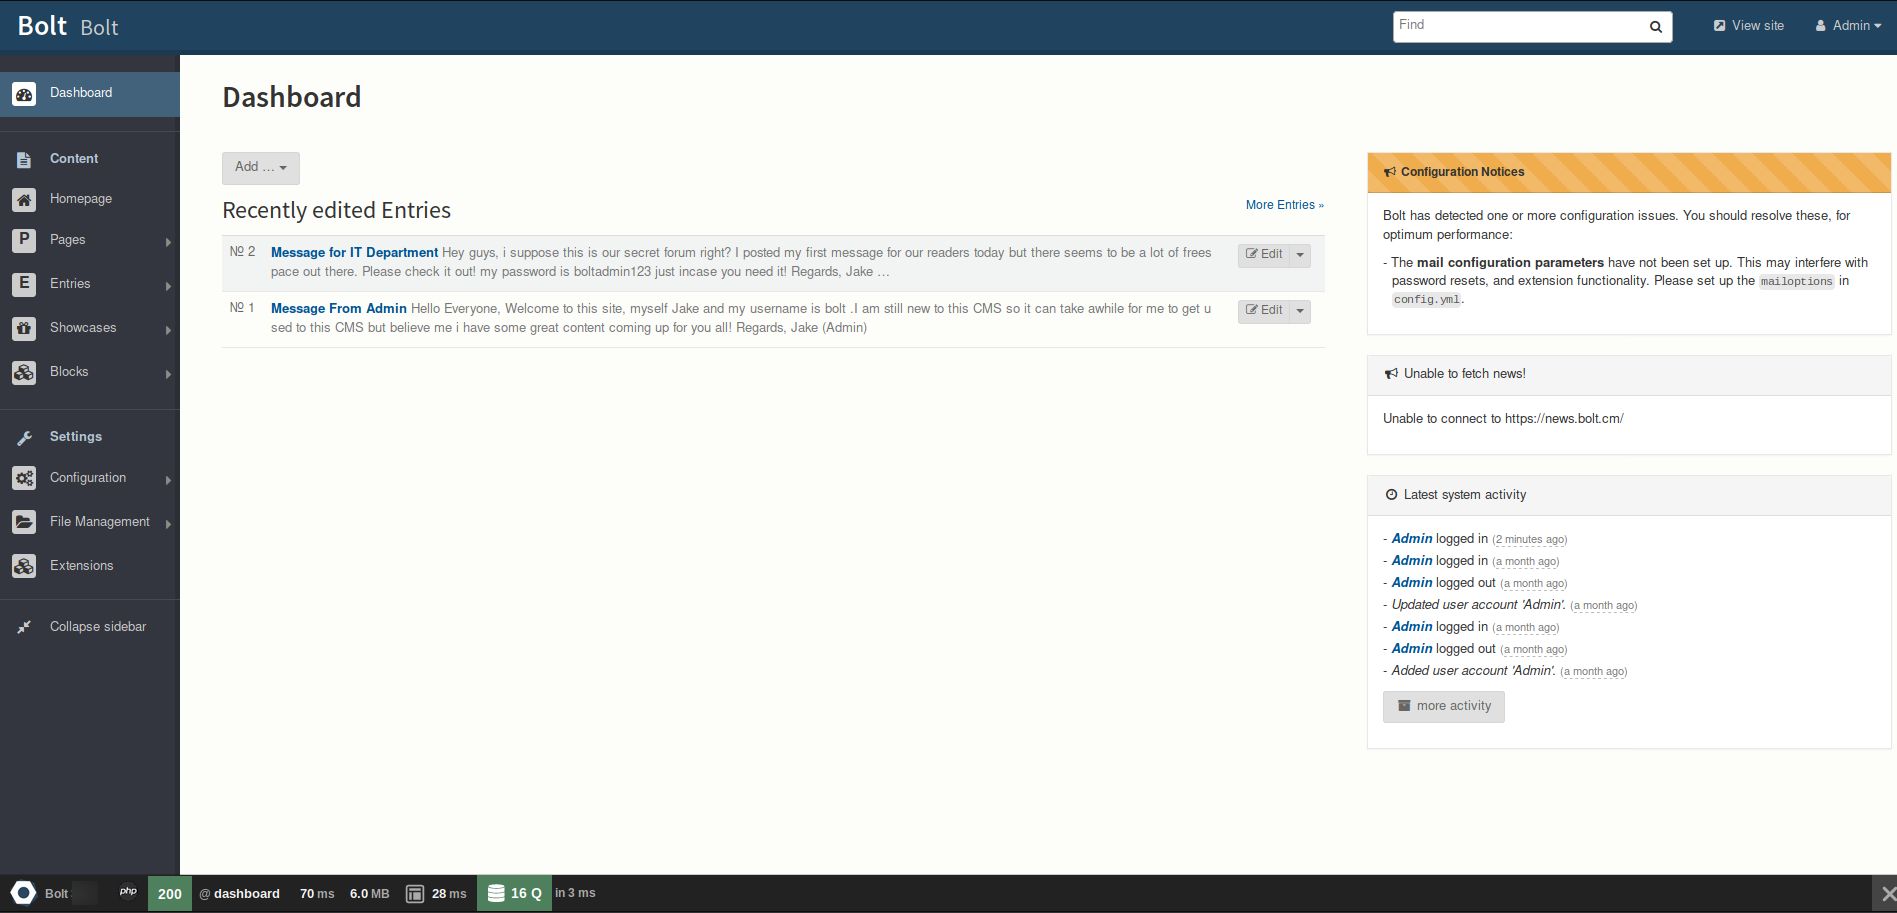 Bolt Bolt
Find
View site
Admin
Dashboard
Content
Homepage
P Pages
E Entries
Showcases
Blocks
Settings
Configuration
File Management
Extensions
Collapse sidebar
Dashboard
Add ...
Recently edited Entries
More Entries »
№ 2 Message for IT Department Hey guys, i suppose this is our secret forum right? I posted my first message for our readers today but there seems to be a lot of frees
pace out there. Please check it out! my password is boltadmin123 just incase you need it! Regards, Jake …
Edit
№ 1 Message From Admin Hello Everyone, Welcome to this site, myself Jake and my username is bolt .I am still new to this CMS so it can take awhile for me to get u
sed to this CMS but believe me i have some great content coming up for you all! Regards, Jake (Admin)
Edit
Configuration Notices
Bolt has detected one or more configuration issues. You should resolve these, for
optimum performance:
- The mail configuration parameters have not been set up. This may interfere with
password resets, and extension functionality. Please set up the mailoptions in
config.yml.
Unable to fetch news!
Unable to connect to https://news.bolt.cm/
Latest system activity
- Admin logged in (2 minutes ago)
- Admin logged in (a month ago)
- Admin logged out (a month ago)
- Updated user account 'Admin'. (a month ago)
- Admin logged in (a month ago)
- Admin logged out (a month ago)
- Added user account 'Admin'. (a month ago)
more activity
Bolt php 200 @ dashboard 70 ms 6.0 MB 28 ms 16 Q in 3 ms